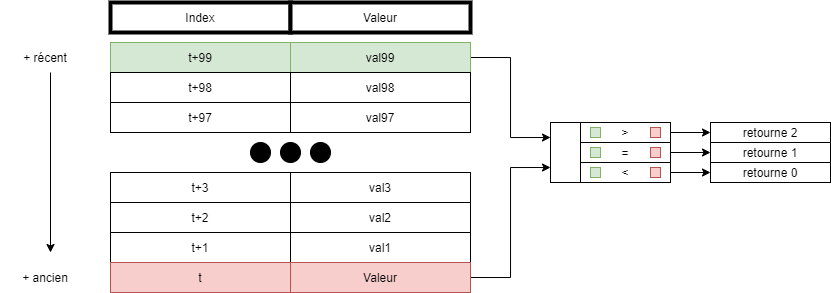 Index Valeur
+ récent t+99 val99
t+98 val98
t+97 val97
> retourne 2
= retourne 1
< retourne 0
t+3 val3
t+2 val2
t+1 val1
+ ancien t Valeur